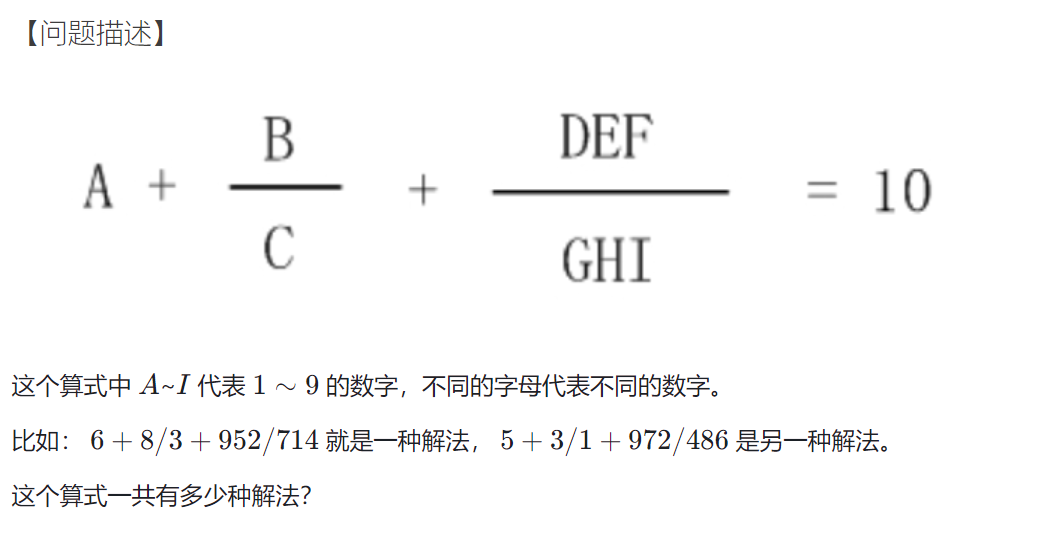 【问题描述】
A + B/C + DEF/GHI = 10
这个算式中 A~I 代表 1 ∼ 9 的数字，不同的字母代表不同的数字。
比如： 6 + 8/3 + 952/714 就是一种解法， 5 + 3/1 + 972/486 是另一种解法。
这个算式一共有多少种解法？